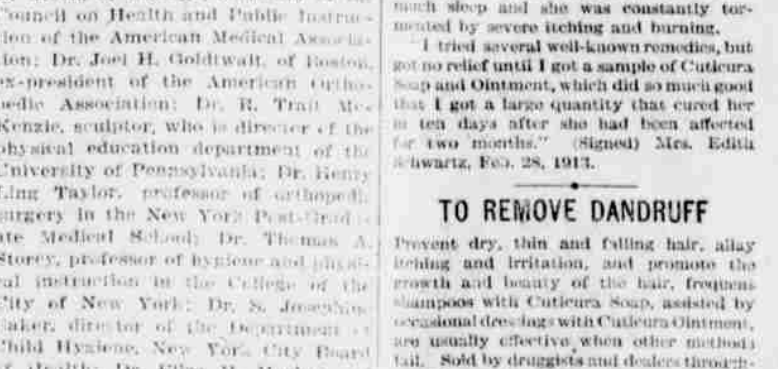 Council on Health and Public Instruc-
tion of the American Medical Associa-
tion; Dr. Joel H. Goldtwait, of Boston,
ex-president of the American Ortho-
pedic Association; Dr. R. Trait Mc-
Kenzie, sculptor, who is director of the
physical education department of the
University of Pennsylvania; Dr. Henry
Ling Taylor, professor of orthopedic
surgery in the New York Post-Gradu-
ate Medical School; Dr. Thomas A.
Storey, professor of hygiene and physi-
cal instruction in the College of the
City of New York; Dr. S. Josephine
Baker, director of the Department of
Child Hygiene, New York City Board
of Health; Dr.
much sleep and she was constantly tor-
mented by severe itching and burning.
I tried several well-known remedies, but
got no relief until I got a sample of Cuticura
Soap and Ointment, which did so much good
that I got a large quantity that cured her
in ten days after she had been affected
for two months." (Signed) Mrs. Edith
Schwartz, Feb. 28, 1913.
TO REMOVE DANDRUFF
Prevent dry, thin and falling hair, allay
itching and irritation, and promote the
growth and beauty of the hair, frequent
shampoos with Cuticura Soap, assisted by
occasional dressings with Cuticura Ointment,
are usually effective when other methods
fail. Sold by druggists and dealers through-